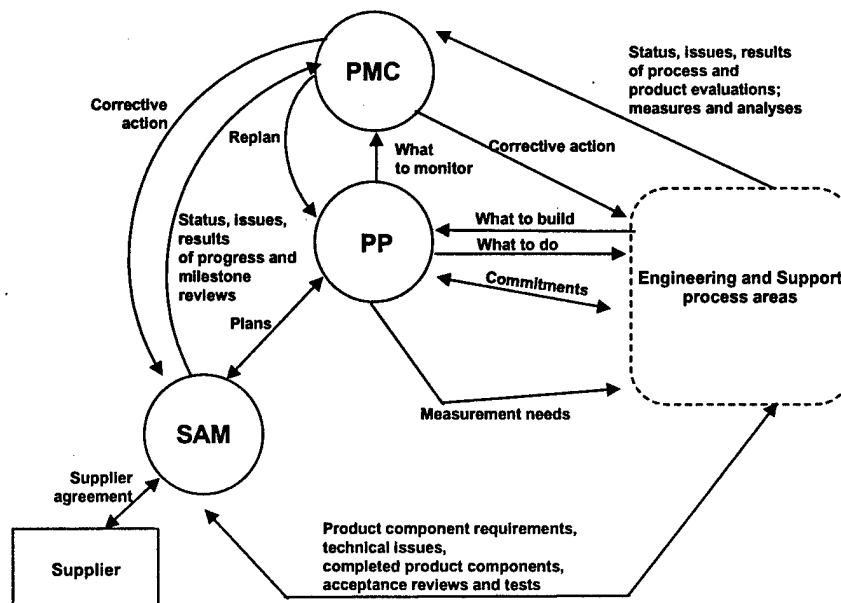 PMC
Status, issues, results
of process and
product evaluations;
measures and analyses
Corrective
action
Replan
What
to monitor
Corrective action
Status, issues,
results
of progress and
milestone
reviews
PP
What to build
What to do
Commitments
Engineering and Support
process areas
Plans
Measurement needs
SAM
Supplier
agreement
Supplier
Product component requirements,
technical issues,
completed product components,
acceptance reviews and tests